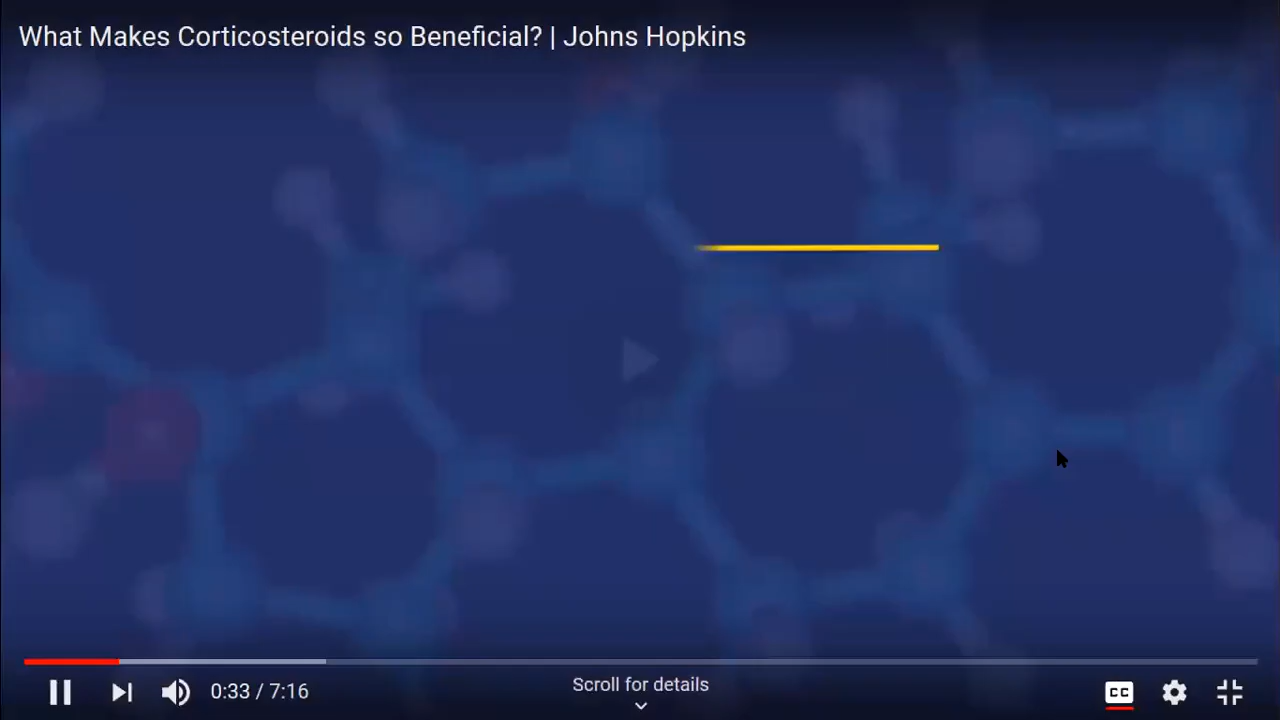 What Makes Corticosteroids so Beneficial? | Johns Hopkins
0:33 / 7:16
Scroll for details
CC